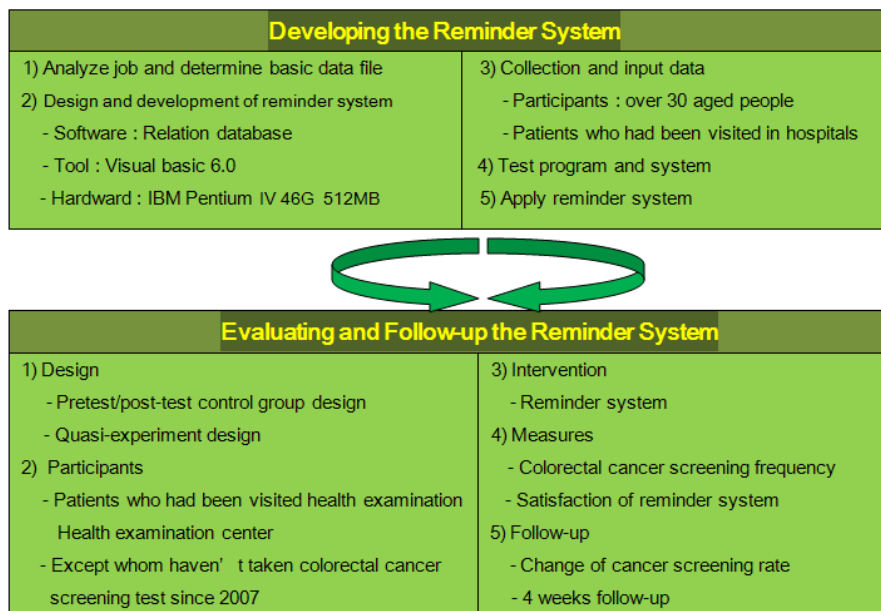 Developing the Reminder System
1) Analyze job and determine basic data file
2) Design and development of reminder system
- Software : Relation database
- Tool : Visual basic 6.0
- Hardward : IBM Pentium IV 46G 512MB
3) Collection and input data
- Participants : over 30 aged people
- Patients who had been visited in hospitals
4) Test program and system
5) Apply reminder system
Evaluating and Follow-up the Reminder System
1) Design
- Pretest/post-test control group design
- Quasi-experiment design
2) Participants
- Patients who had been visited health examination
Health examination center
- Except whom haven't taken colorectal cancer
screening test since 2007
3) Intervention
- Reminder system
4) Measures
- Colorectal cancer screening frequency
- Satisfaction of reminder system
5) Follow-up
- Change of cancer screening rate
- 4 weeks follow-up